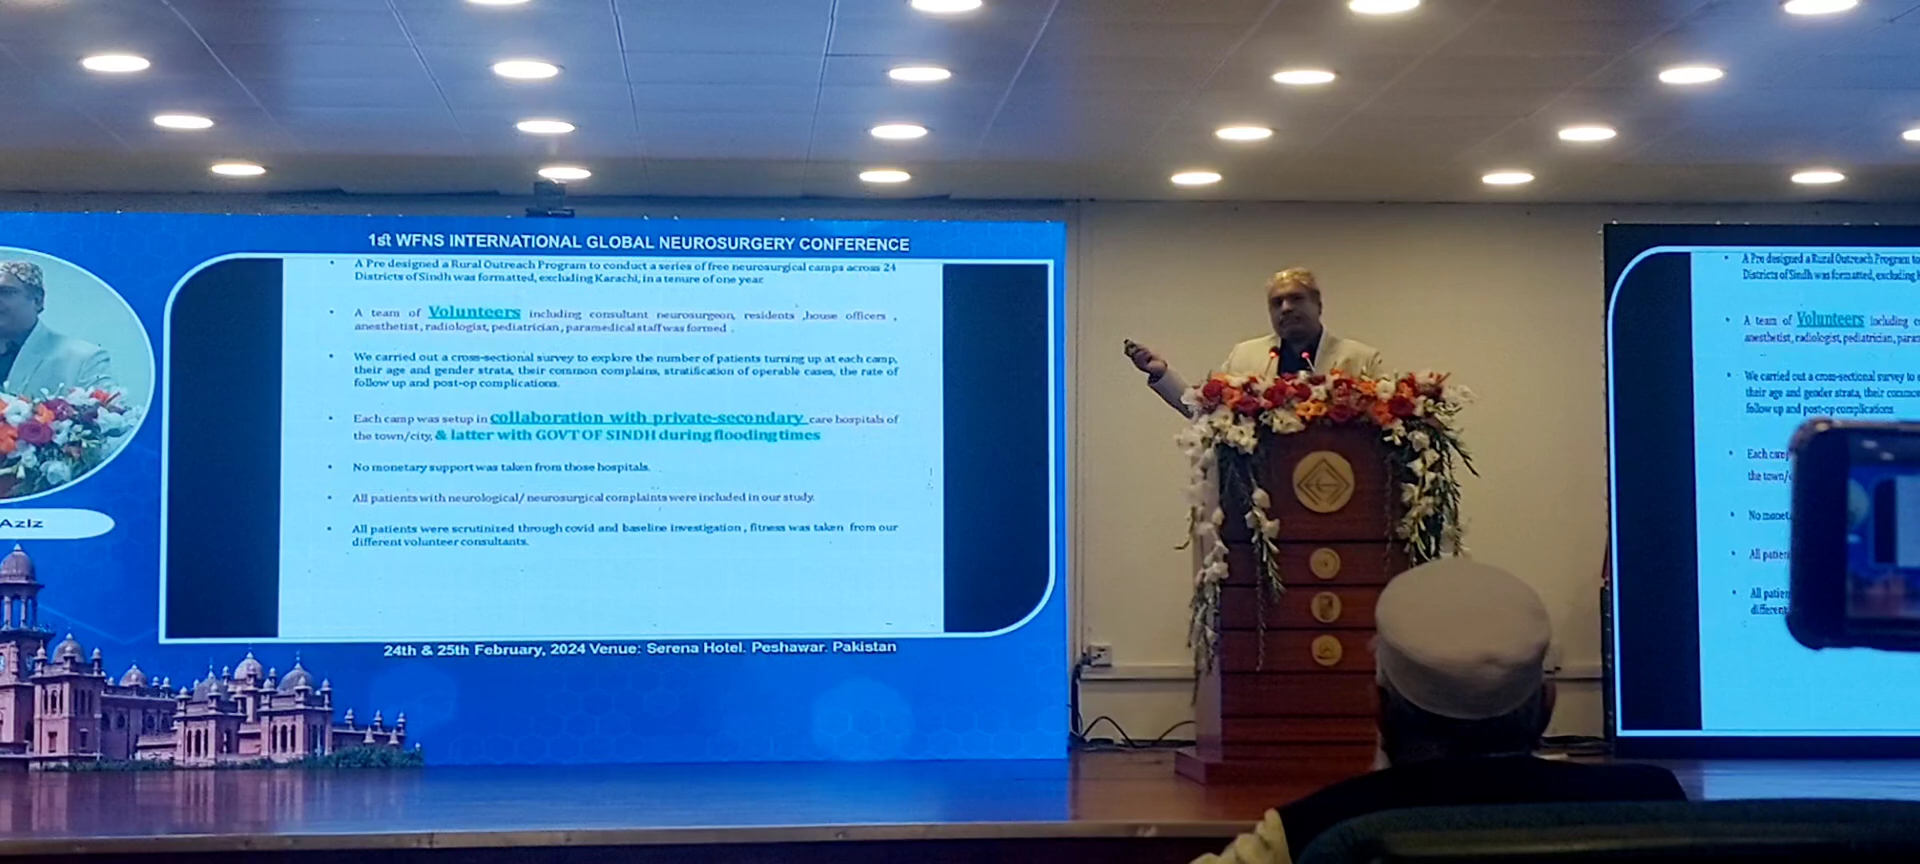 1st WFNS INTERNATIONAL GLOBAL NEUROSURGERY CONFERENCE
• A Pre designed a Rural Outreach Program to conduct a series of free neurosurgical camps across 24
Districts of Sindh was formatted, excluding Karachi, in a tenure of one year.
• A team of Volunteers including consultant neurosurgeon, residents ,house officers ,
anesthetist, radiologist, pediatrician, paramedical staff was formed .
• We carried out a cross-sectional survey to explore the number of patients turning up at each camp,
their age and gender strata, their common complains, stratification of operable cases, the rate of
follow up and post-op complications.
• Each camp was setup in collaboration with private-secondary care hospitals of
the town/city, & latter with GOVT OF SINDH during flooding times
• No monetary support was taken from those hospitals.
• All patients with neurological/ neurosurgical complaints were included in our study.
• All patients were scrutinized through covid and baseline investigation , fitness was taken from our
different volunteer consultants.
Aziz
24th & 25th February, 2024 Venue: Serena Hotel. Peshawar. Pakistan
• A Pre designed a Rural Outreach Program to
Districts of Sindh was formatted, excluding
• A team of Volunteers including
anesthetist, radiologist, pediatrician,
• We carried out a cross-sectional survey to
their age and gender strata, their
follow up and post-op complications.
• Each
the town/
• No
• All
• All
different